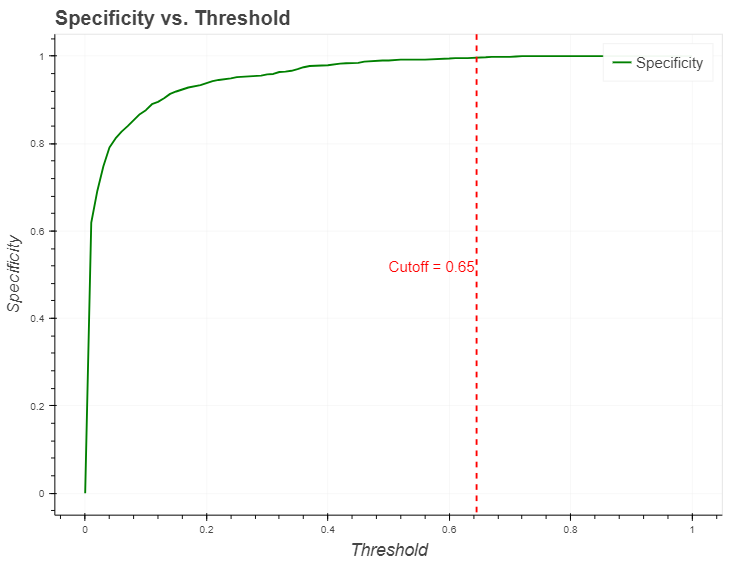 Specificity vs. Threshold
Specificity
1
0.8
0.6
0.4
0.2
0
Specificity
Cutoff = 0.65
0
0.2
0.4
0.6
0.8
1
Threshold